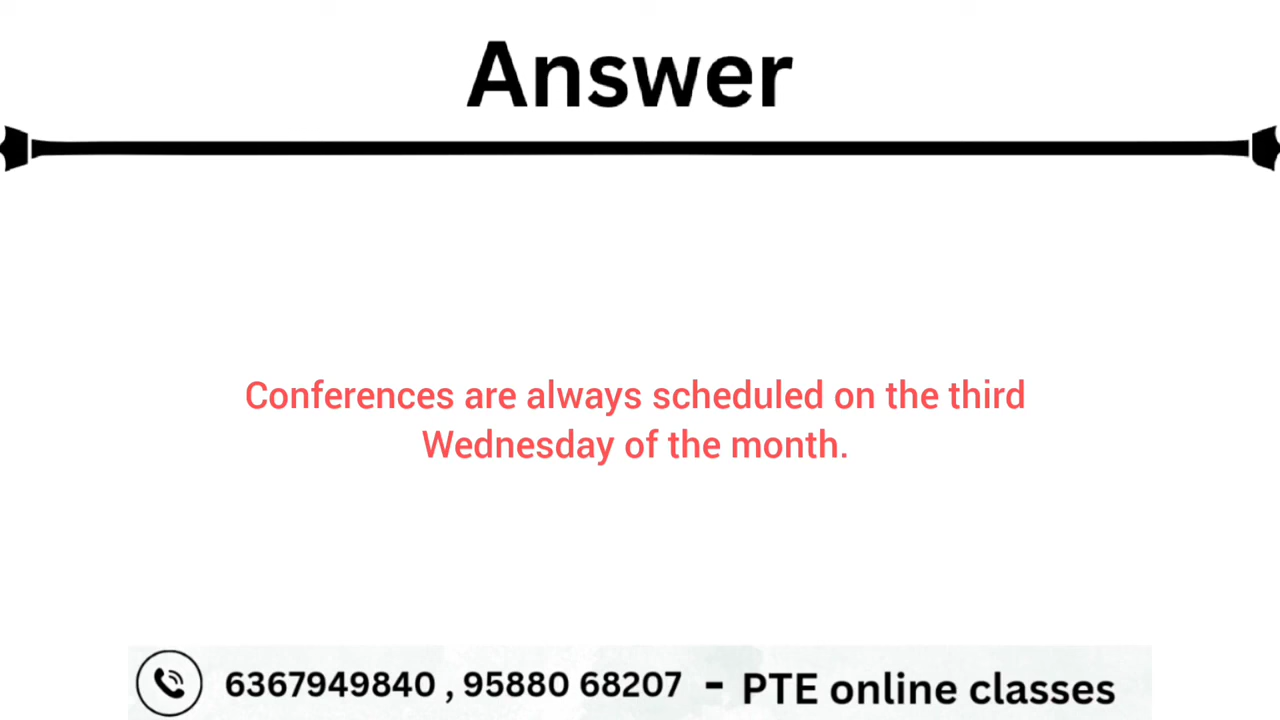 Answer
Conferences are always scheduled on the third
Wednesday of the month.
6367949840 , 95880 68207 - PTE online classes